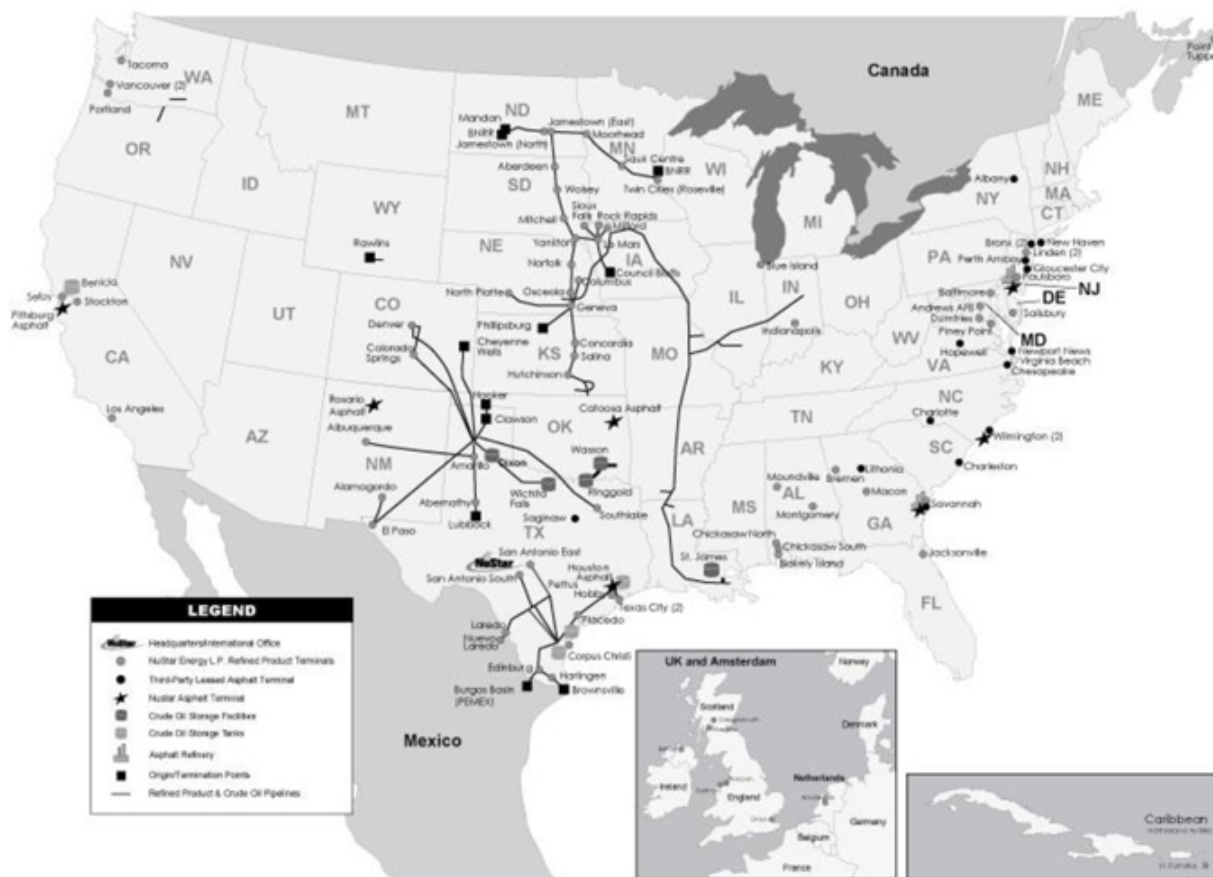 Canada
Point
Tupper
Tacoma
WA
Vancouver (2)
Portland
MT
ND
Mandan
BNRR
Jamestown (North)
Jamestown (East)
Moorhead
MN
Sauk Centre
BNRR
Twin Cities (Roseville)
WI
MI
ME
NH
MA
CT
NY
Albany
OR
ID
WY
Rawlins
SD
Aberdeen
Wolsey
Mitchell
Sioux
Falls
Rock Rapids
Milford
Yankton
Le Mars
IA
Council Bluffs
NE
Norfolk
Columbus
North Platte
Osceola
Geneva
Phillipsburg
Blue Island
IL
IN
Indianapolis
OH
PA
Bronx (2)
New Haven
Linden (2)
Perth Amboy
Gloucester City
Paulsboro
NJ
DE
Baltimore
Andrews AFB
Dumfries
Piney Point
Salisbury
MD
WV
VA
Hopewell
Newport News
Virginia Beach
Chesapeake
NV
UT
CO
Denver
Colorado
Springs
Cheyenne
Wells
KS
Concordia
Salina
Hutchinson
MO
KY
Selby
Benicia
Stockton
Pittsburg
Asphalt
CA
Los Angeles
AZ
Rosario
Asphalt
Albuquerque
NM
Alamogordo
El Paso
Hooker
Clawson
OK
Catoosa Asphalt
Amarillo
Dixon
Wasson
Ringgold
Wichita
Falls
Abernathy
Lubbock
Saginaw
Southlake
TX
AR
TN
NC
Charlotte
SC
Wilmington (2)
Charleston
LA
MS
AL
Moundville
Montgomery
Bremen
Lithonia
Macon
GA
Savannah
Jacksonville
FL
Chickasaw North
Chickasaw South
Blakely Island
St. James
NuStar
San Antonio East
San Antonio South
Pettus
Houston
Asphalt
Hobby
Texas City (2)
Placedo
Laredo
Nuevo
Laredo
Corpus Christi
Edinburg
Harlingen
Burgos Basin
(PEMEX)
Brownsville
Mexico
LEGEND
NuStar Headquarters/International Office
NuStar Energy L.P. Refined Product Terminals
Third-Party Leased Asphalt Terminal
Nustar Asphalt Terminal
Crude Oil Storage Facilities
Crude Oil Storage Tanks
Asphalt Refinery
Origin/Termination Points
Refined Product & Crude Oil Pipelines
UK and Amsterdam
Norway
Scotland
Denmark
Ireland
England
Netherlands
Belgium
Germany
France
Caribbean